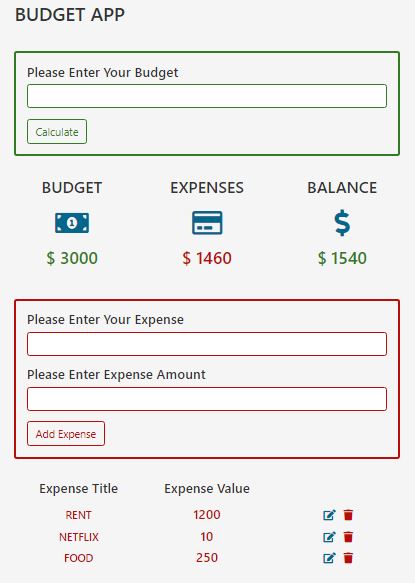 BUDGET APP
Please Enter Your Budget
Calculate
BUDGET EXPENSES BALANCE
1
$ 3000 $ 1460 $ 1540
Please Enter Your Expense
Please Enter Expense Amount
Add Expense
Expense Title Expense Value
RENT 1200
NETFLIX 10
FOOD 250